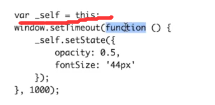 var _self = this;
window.setTimeout(function () {
_self.setState({
opacity: 0.5,
fontSize: '44px'
});
}, 1000);